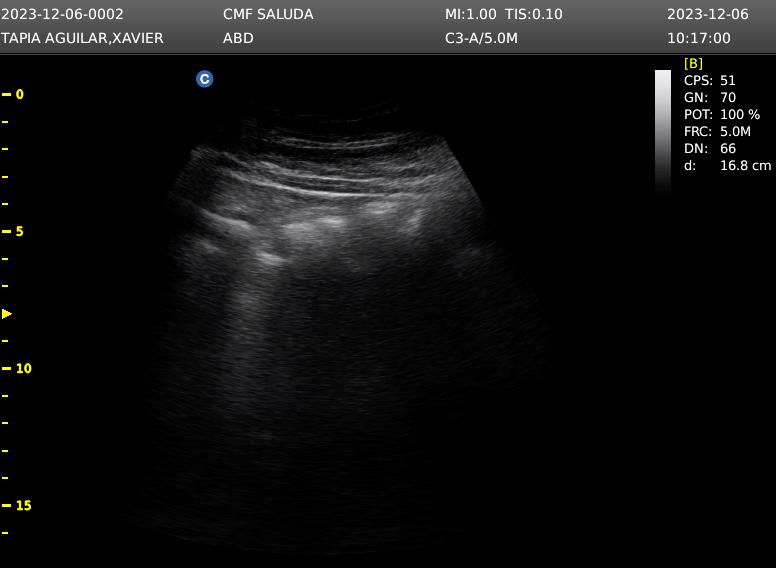 2023-12-06-0002 CMF SALUDA MI:1.00 TIS:0.10 2023-12-06
TAPIA AGUILAR,XAVIER ABD C3-A/5.0M 10:17:00
C
[B]
CPS: 51
GN: 70
POT: 100 %
FRC: 5.0M
DN: 66
d: 16.8 cm
0
5
10
15